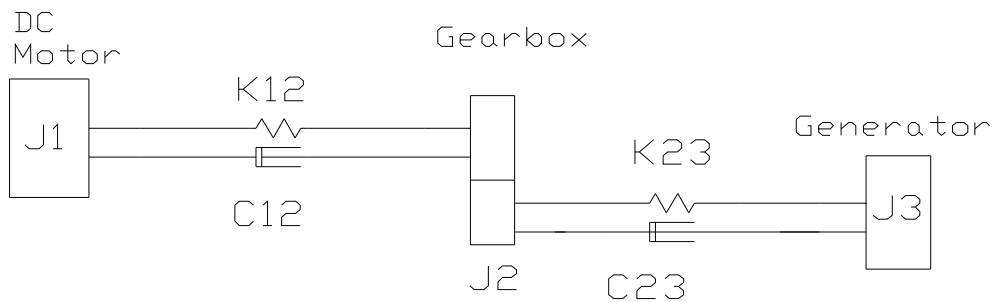 DC
Motor
Gearbox
K12
J1
Generator
K23
C12
J3
J2
C23